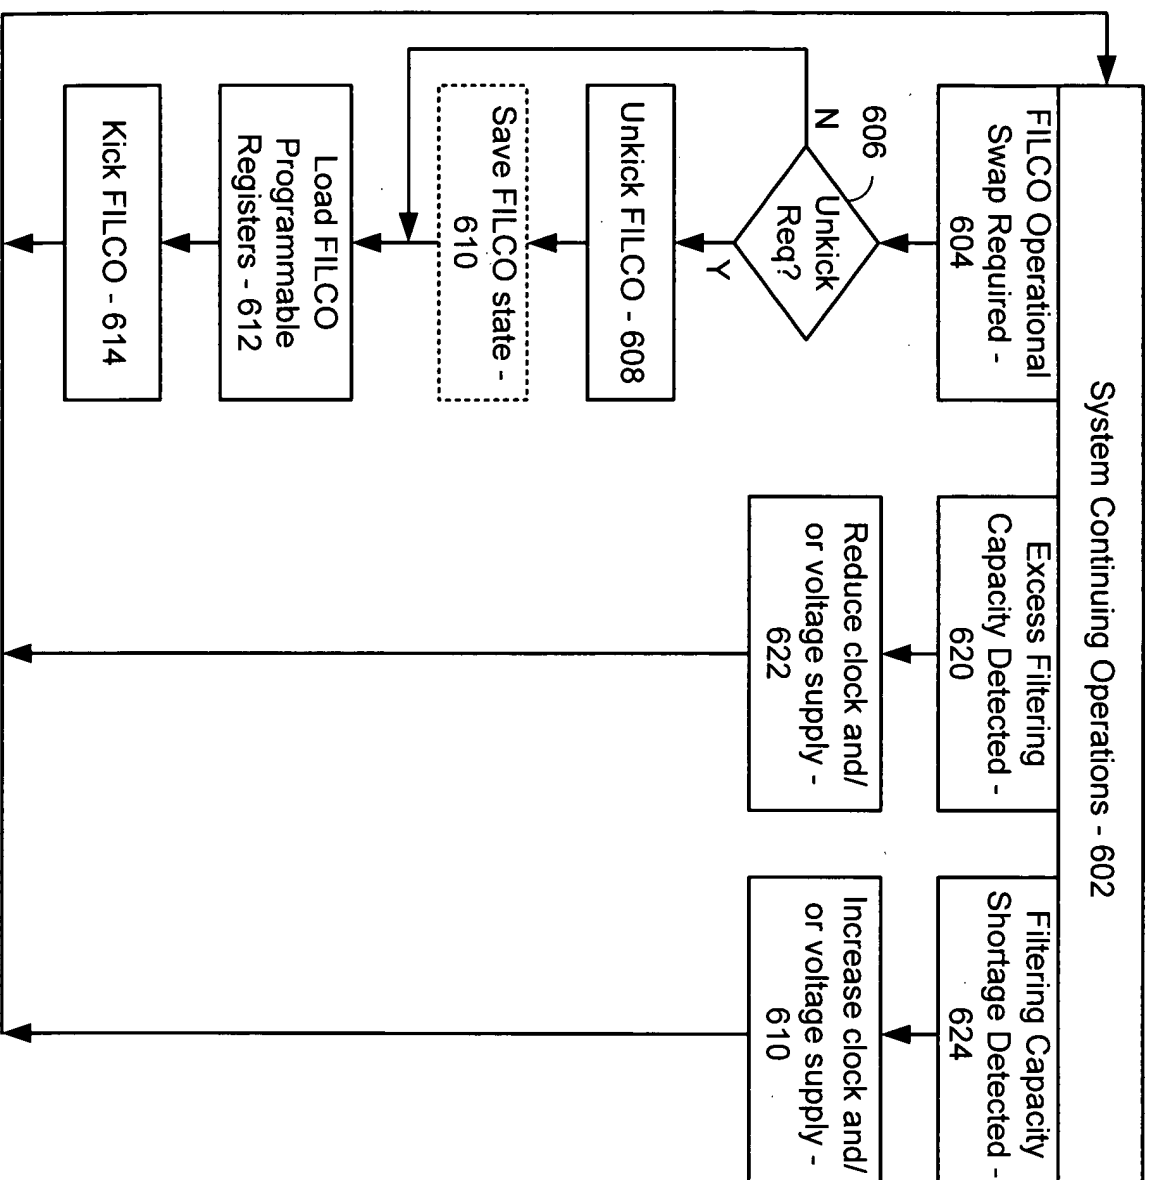 System Continuing Operations - 602
FILCO Operational
Swap Required -
604
606
Unkick
Req?
N
Y
Unkick FILCO - 608
Save FILCO state -
610
Load FILCO
Programmable
Registers - 612
Kick FILCO - 614
Excess Filtering
Capacity Detected -
620
Reduce clock and/
or voltage supply -
622
Filtering Capacity
Shortage Detected -
624
Increase clock and/
or voltage supply -
610